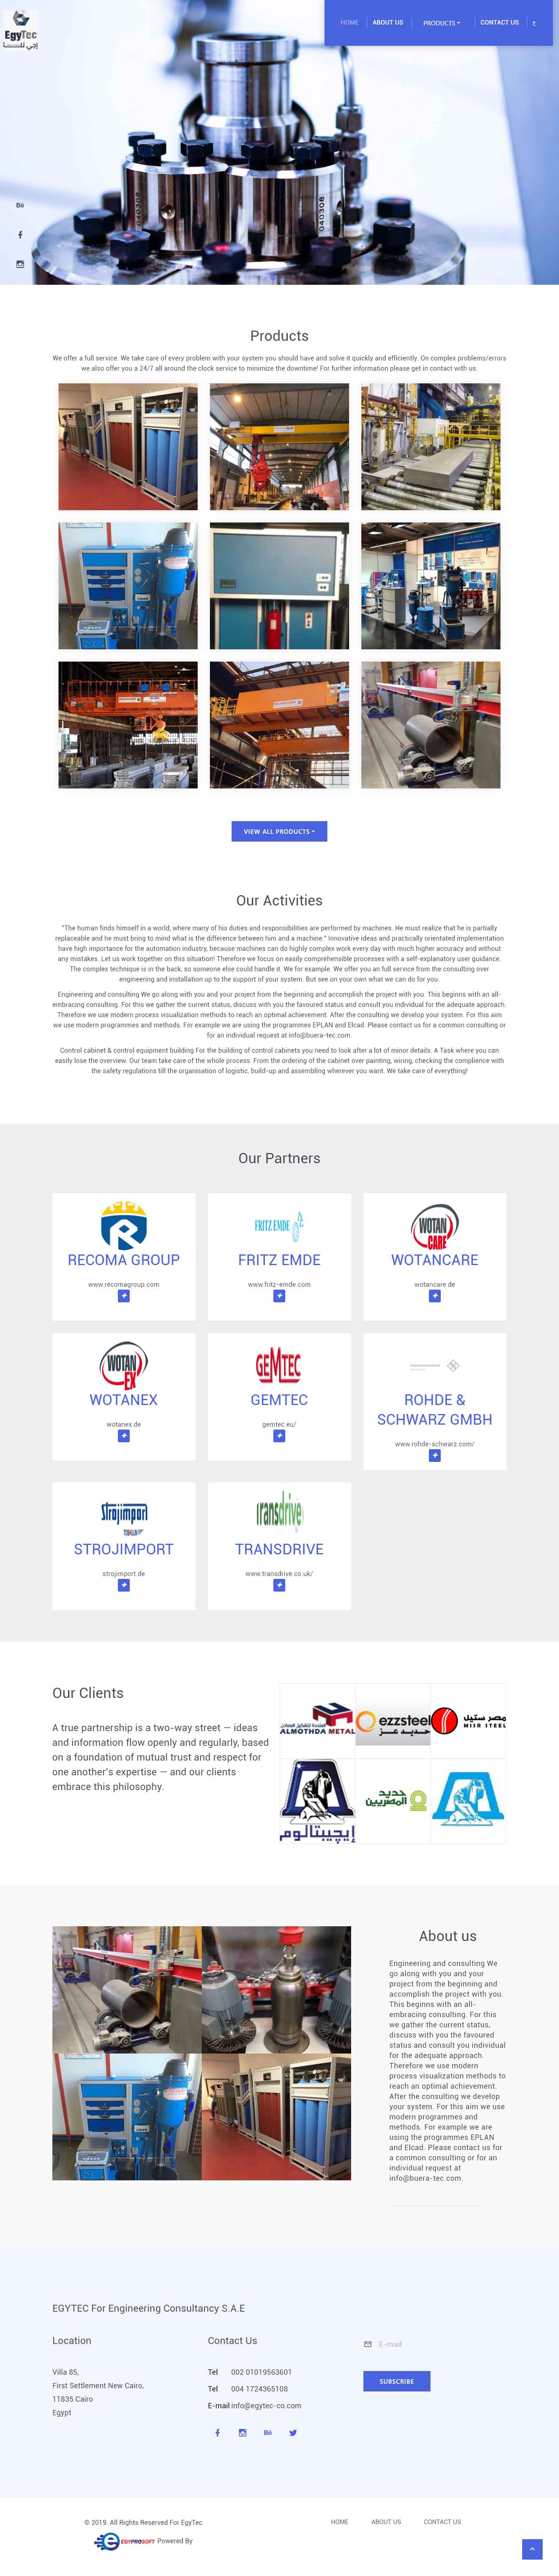 EgyTec
إجي تك
HOME
ABOUT US
PRODUCTS
CONTACT US
ع
040308
040308
Bē
Products
We offer a full service. We take care of every problem with your system you should have and solve it quickly and efficiently. On complex problems/errors
we also offer you a 24/7 all around the clock service to minimize the downtime! For further information please get in contact with us.
VIEW ALL PRODUCTS
Our Activities
"The human finds himself in a world, where many of his duties and responsibilities are performed by machines. He must realize that he is partially
replaceable and he must bring to mind what is the difference between him and a machine." Innovative ideas and practically orientated implementation
have high importance for the automation industry, because machines can do highly complex work every day with much higher accuracy and without
any mistakes. Let us work together on this situation! Therefore we focus on easily comprehensible processes with a self-explanatory user guidance.
The complex technique is in the back, so someone else could handle it. We for example. We offer you an full service from the consulting over
engineering and installation up to the support of your system. But see on your own what we can do for you.
Engineering and consulting We go along with you and your project from the beginning and accomplish the project with you. This begins with an all-
embracing consulting. For this we gather the current status, discuss with you the favoured status and consult you individual for the adequate approach.
Therefore we use modern process visualization methods to reach an optimal achievement. After the consulting we develop your system. For this aim
we use modern programmes and methods. For example we are using the programmes EPLAN and Elcad. Please contact us for a common consulting or
for an individual request at info@buera-tec.com.
Control cabinet & control equipment building For the building of control cabinets you need to look after a lot of minor details. A Task where you can
easily lose the overview. Our team take care of the whole process. From the ordering of the cabinet over painting, wiring, checking the complience with
the safety regulations till the organisation of logistic, build-up and assembling wherever you want. We take care of everything!
Our Partners
RECOMA GROUP
www.recomagroup.com
FRITZ EMDE
FRITZ EMDE
www.fritz-emde.com
WOTAN
CARE
WOTANCARE
wotancare.de
WOTAN
EX
WOTANEX
wotanex.de
GEMTEC
GEMTEC
gemtec.eu/
ROHDE &
SCHWARZ GMBH
www.rohde-schwarz.com/
strojimport
STROJIMPORT
strojimport.de
transdrive
TRANSDRIVE
www.transdrive.co.uk/
Our Clients
A true partnership is a two-way street — ideas
and information flow openly and regularly, based
on a foundation of mutual trust and respect for
one another's expertise — and our clients
embrace this philosophy.
ALMOTHDA METAL
ezzsteel
حديد عز
مصر ستيل
MISR STEEL
إيجيبتالوم
حديد المصريين
About us
Engineering and consulting We
go along with you and your
project from the beginning and
accomplish the project with you.
This begins with an all-
embracing consulting. For this
we gather the current status,
discuss with you the favoured
status and consult you individual
for the adequate approach.
Therefore we use modern
process visualization methods to
reach an optimal achievement.
After the consulting we develop
your system. For this aim we use
modern programmes and
methods. For example we are
using the programmes EPLAN
and Elcad. Please contact us for
a common consulting or for an
individual request at
info@buera-tec.com.
EGYTEC For Engineering Consultancy S.A.E
Location
Villa 85,
First Settlement New Cairo,
11835 Cairo
Egypt
Contact Us
Tel 002 01019563601
Tel 004 1724365108
E-mail info@egytec-co.com
Bē
E-mail
SUBSCRIBE
© 2019. All Rights Reserved For EgyTec
EGYPROSOFT Powered By
HOME
ABOUT US
CONTACT US